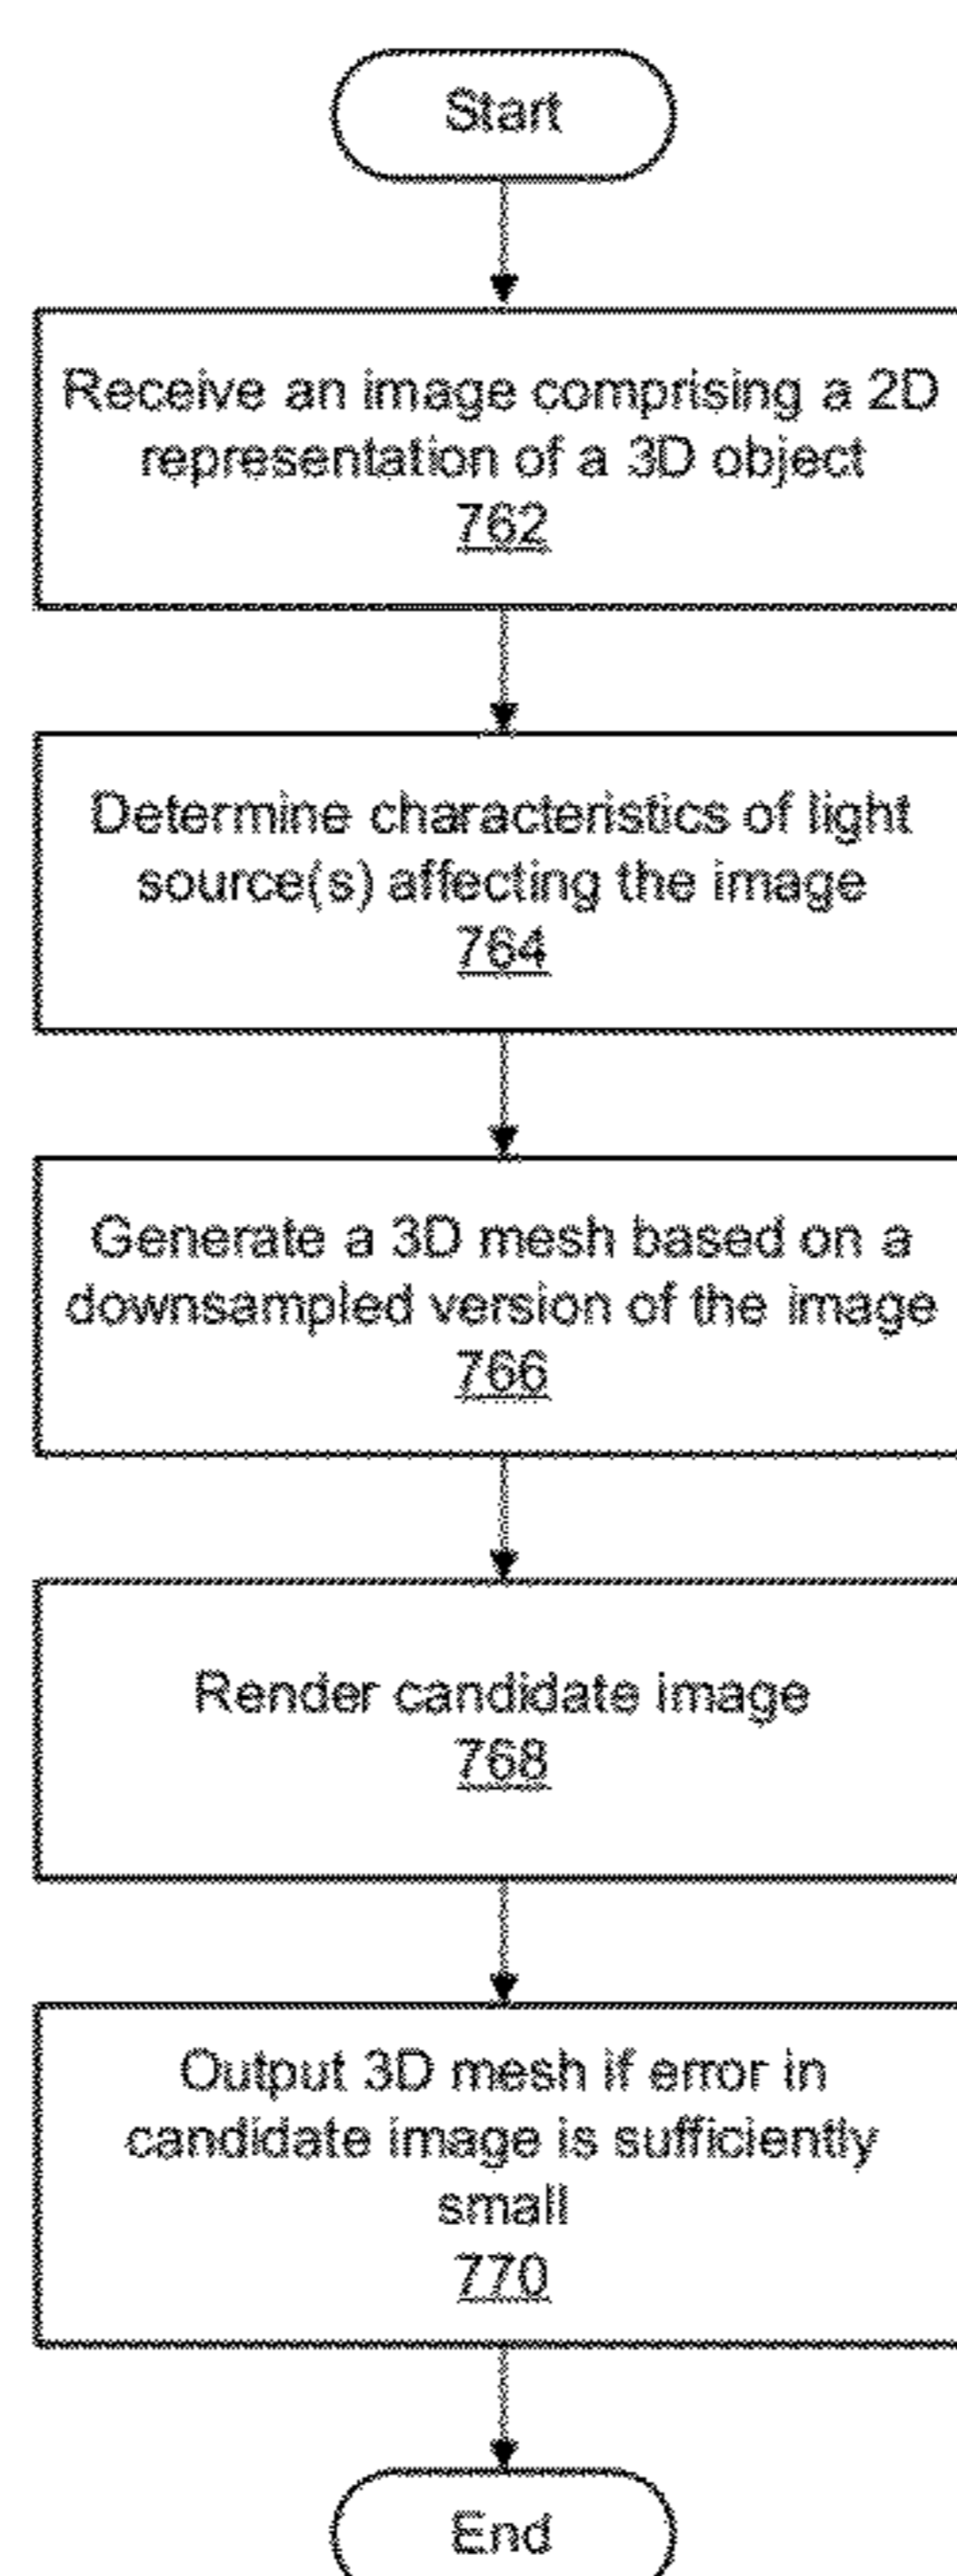 Start
Receive an image comprising a 2D
representation of a 3D object
762
Determine characteristics of light
source(s) affecting the image
764
Generate a 3D mesh based on a
downsampled version of the image
766
Render candidate image
768
Output 3D mesh if error in
candidate image is sufficiently
small
770
End